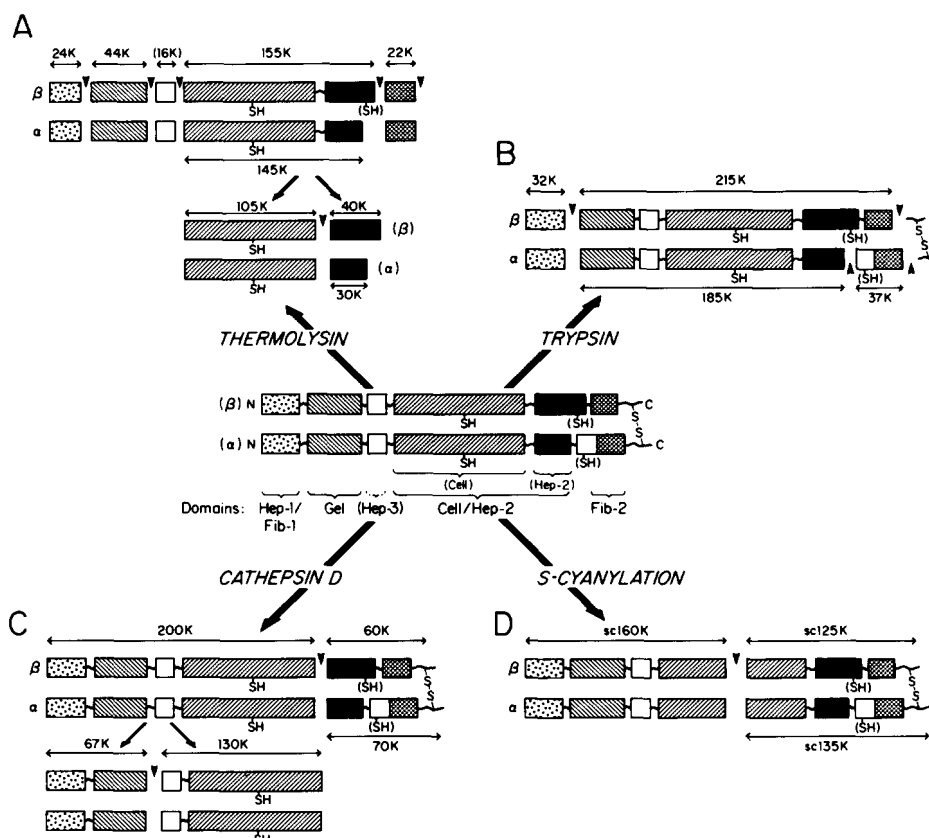 A
24K 44K (16K) 155K 22K
β
SH (SH)
α
SH
145K
105K 40K
(β)
SH
(α)
SH
30K
B
32K 215K
β
SH (SH)
S
S
α
SH (SH)
185K 37K
THERMOLYSIN TRYPSIN
(β) N C
SH (SH)
S
S
(α) N C
SH (SH)
(Cell) (Hep-2)
Domains: Hep-1/ Gel (Hep-3) Cell/Hep-2 Fib-2
Fib-1
CATHEPSIN D S-CYANYLATION
C
200K 60K
β
SH (SH)
S
S
α
SH (SH)
70K
67K 130K
SH
SH
D
sc160K sc125K
β
(SH)
S
S
α
(SH)
sc135K